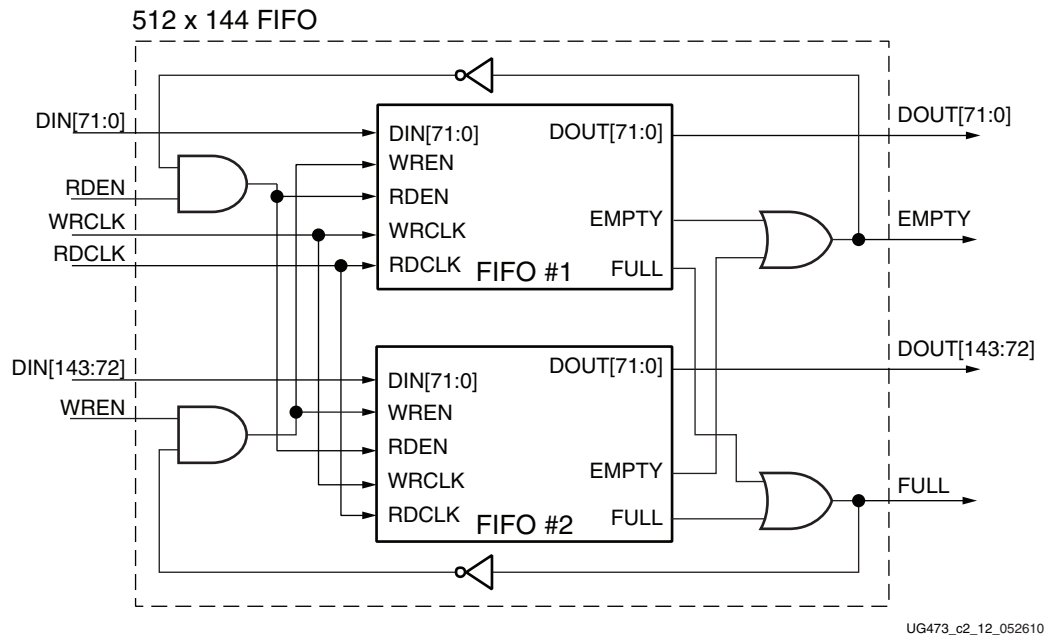 512 x 144 FIFO
DIN[71:0]
RDEN
WRCLK
RDCLK
DIN[71:0]
WREN
RDEN
WRCLK
RDCLK
DOUT[71:0]
EMPTY
FULL
FIFO #1
DOUT[71:0]
EMPTY
DIN[143:72]
WREN
DIN[71:0]
WREN
RDEN
WRCLK
RDCLK
DOUT[71:0]
EMPTY
FULL
FIFO #2
DOUT[143:72]
FULL
UG473_c2_12_052610